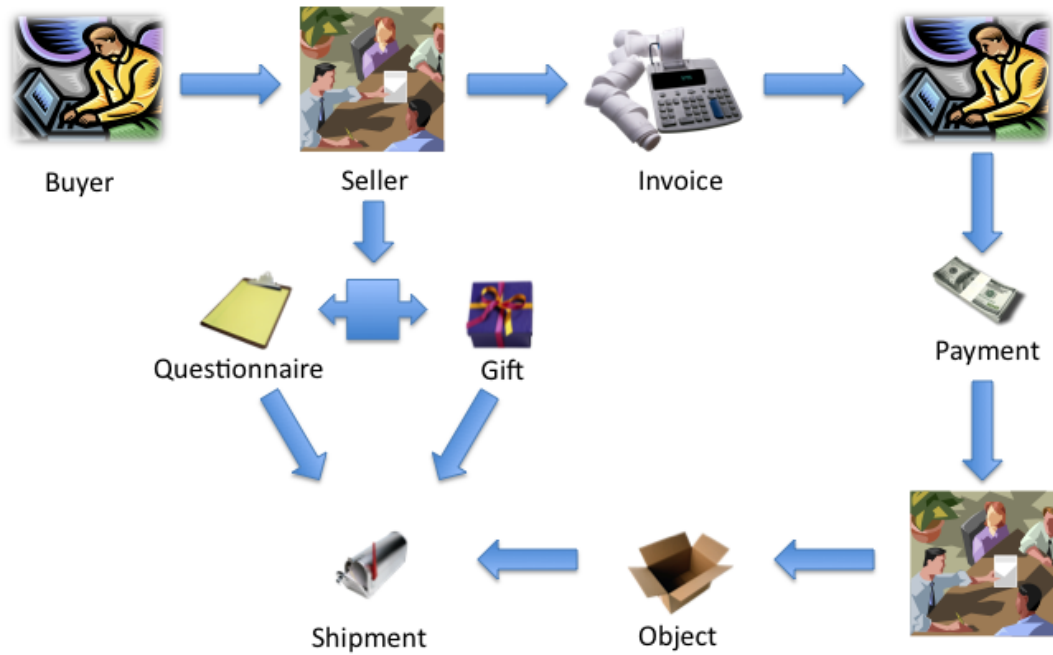 Buyer
Seller
Invoice
Questionnaire
Gift
Payment
Shipment
Object